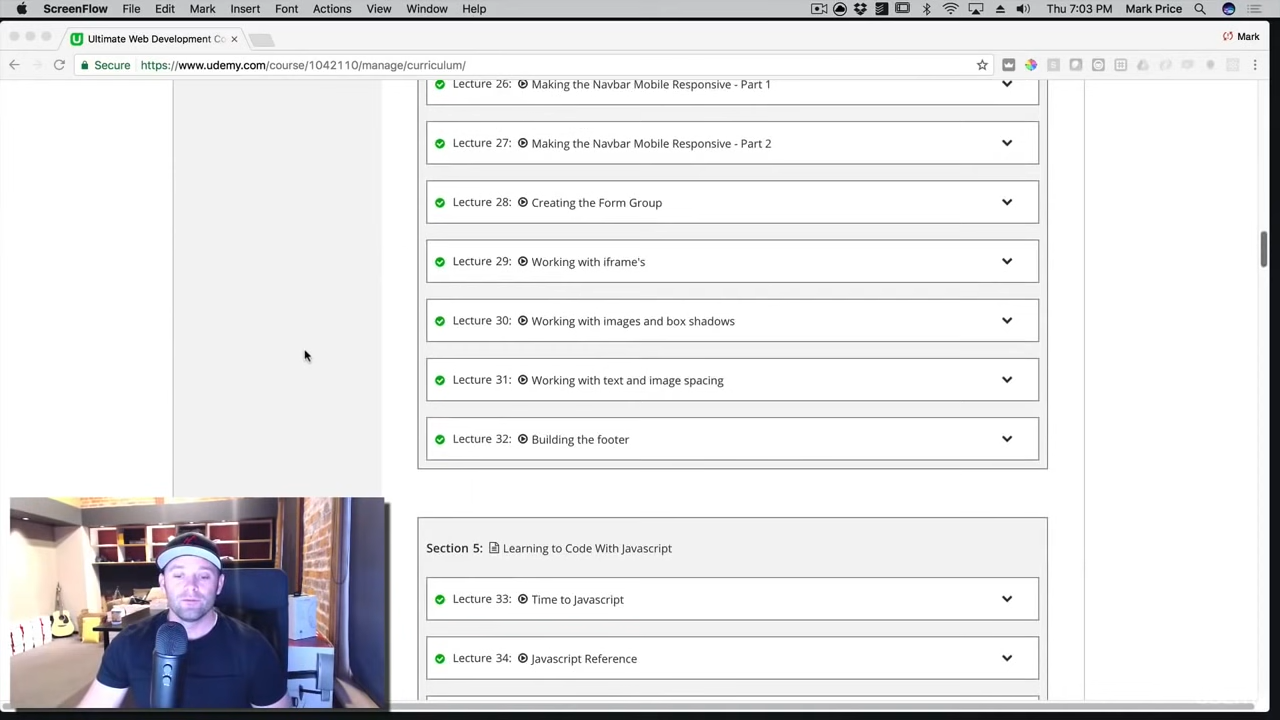 ScreenFlow File Edit Mark Insert Font Actions View Window Help Thu 7:03 PM Mark Price
Ultimate Web Development Co Mark
Secure https://www.udemy.com/course/1042110/manage/curriculum/
Lecture 26: Making the Navbar Mobile Responsive - Part 1
Lecture 27: Making the Navbar Mobile Responsive - Part 2
Lecture 28: Creating the Form Group
Lecture 29: Working with iframe's
Lecture 30: Working with images and box shadows
Lecture 31: Working with text and image spacing
Lecture 32: Building the footer
Section 5: Learning to Code With Javascript
Lecture 33: Time to Javascript
Lecture 34: Javascript Reference